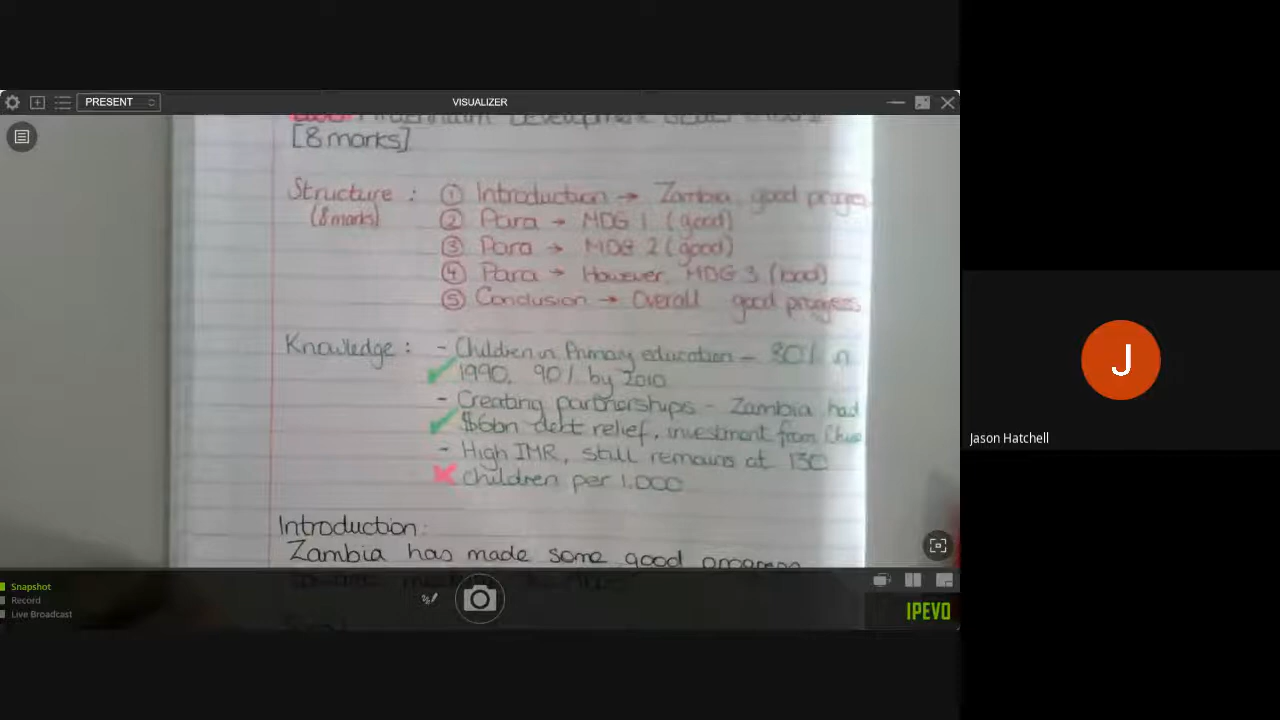 PRESENT
VISUALIZER
Millennium Development Goals
[8 marks]
Structure : ① Introduction → Zambia good
(8 marks) ② Para → MDG 1 (good)
③ Para → MDG 2 (good)
④ Para → However, MDG 3 (bad)
⑤ Conclusion → Overall good progress
Knowledge : - Children in Primary education – 80% in
1990, 90% by 2010
- Creating partnerships - Zambia had
$6bn debt relief, investment from
- High IMR, still remains at 130
children per 1,000
Introduction:
Zambia has made some good progress
Snapshot
Record
Live Broadcast
IPEVO
J
Jason Hatchell